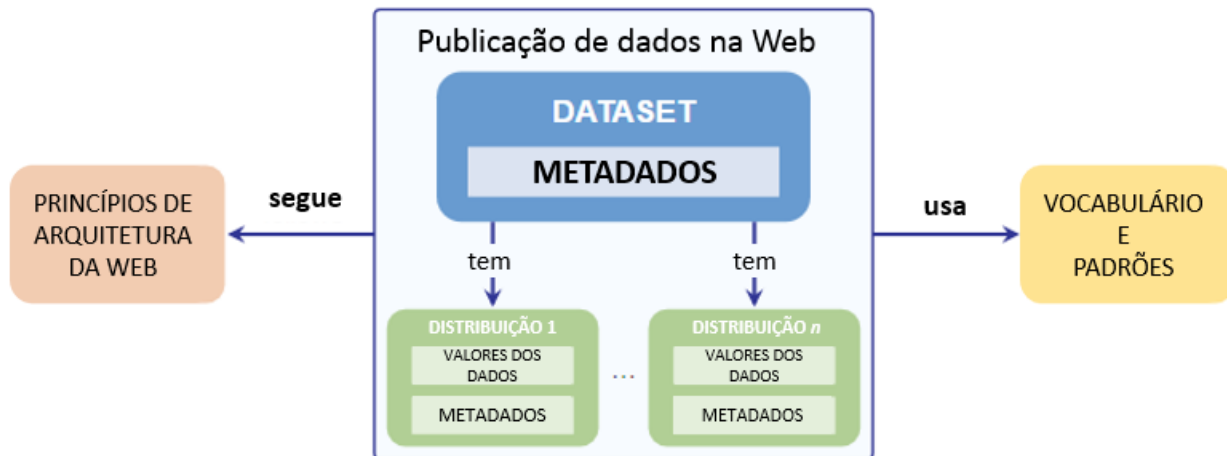 Publicação de dados na Web
DATASET
METADADOS
PRINCÍPIOS DE
ARQUITETURA
DA WEB
segue
usa
VOCABULÁRIO
E
PADRÕES
tem
tem
DISTRIBUIÇÃO 1
VALORES DOS
DADOS
METADADOS
...
DISTRIBUIÇÃO n
VALORES DOS
DADOS
METADADOS